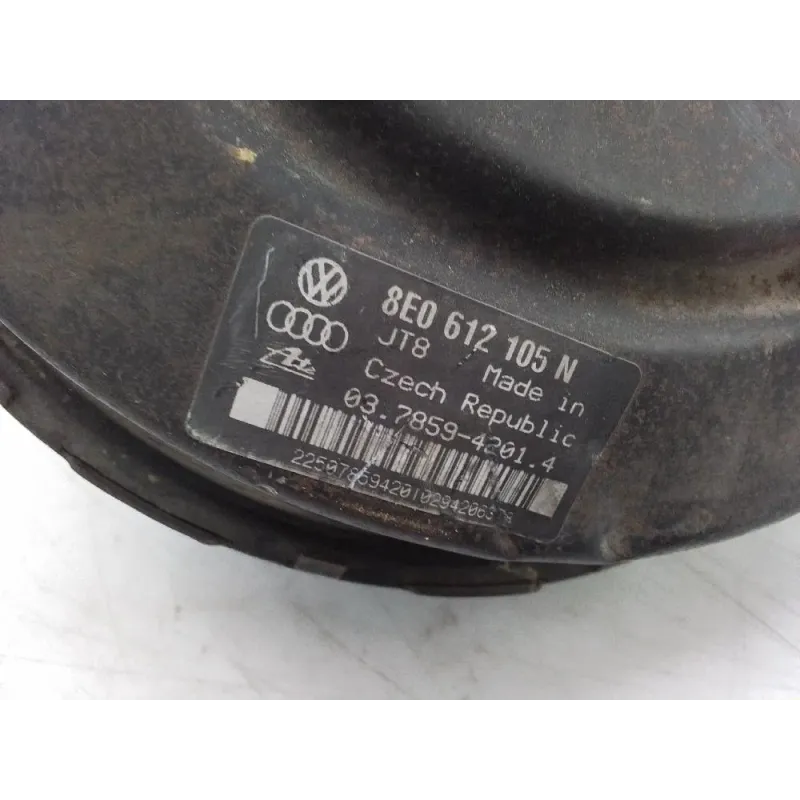 8E0 612 105 N
JT8 Made in
Czech Republic
03.7859-4201.4